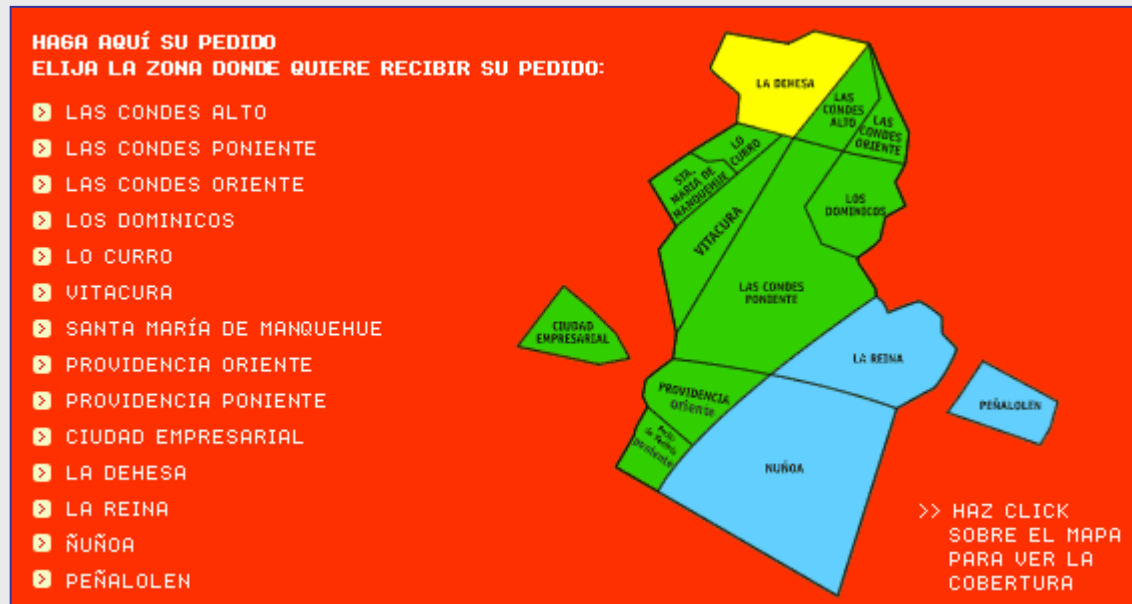 HAGA AQUÍ SU PEDIDO
ELIJA LA ZONA DONDE QUIERE RECIBIR SU PEDIDO:
LAS CONDES ALTO
LAS CONDES PONIENTE
LAS CONDES ORIENTE
LOS DOMINICOS
LO CURRO
VITACURA
SANTA MARÍA DE MANQUEHUE
PROVIDENCIA ORIENTE
PROVIDENCIA PONIENTE
CIUDAD EMPRESARIAL
LA DEHESA
LA REINA
ÑUÑOA
PEÑALOLEN
LA DEHESA
LAS
CONDES
ALTO
LAS
CONDES
ORIENTE
LO
CURRO
STA.
MARIA DE
MANQUEHUE
LOS
DOMINICOS
VITACURA
LAS CONDES
PONIENTE
CIUDAD
EMPRESARIAL
LA REINA
PEÑALOLEN
PROVIDENCIA
oriente
poniente
NUÑOA
>> HAZ CLICK
SOBRE EL MAPA
PARA VER LA
COBERTURA